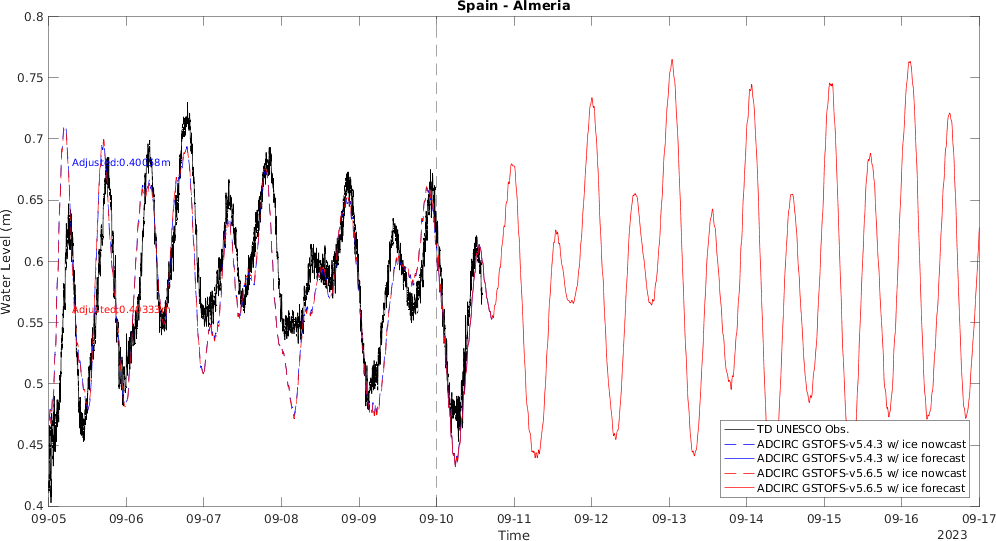 Spain - Almeria
Water Level (m)
0.8
0.75
0.7
0.65
0.6
0.55
0.5
0.45
0.4
TD UNESCO Obs.
ADCIRC GSTOFS-v5.4.3 w/ ice nowcast
ADCIRC GSTOFS-v5.4.3 w/ ice forecast
ADCIRC GSTOFS-v5.6.5 w/ ice nowcast
ADCIRC GSTOFS-v5.6.5 w/ ice forecast
09-05 09-06 09-07 09-08 09-09 09-10 09-11 09-12 09-13 09-14 09-15 09-16 09-17
Time
2023